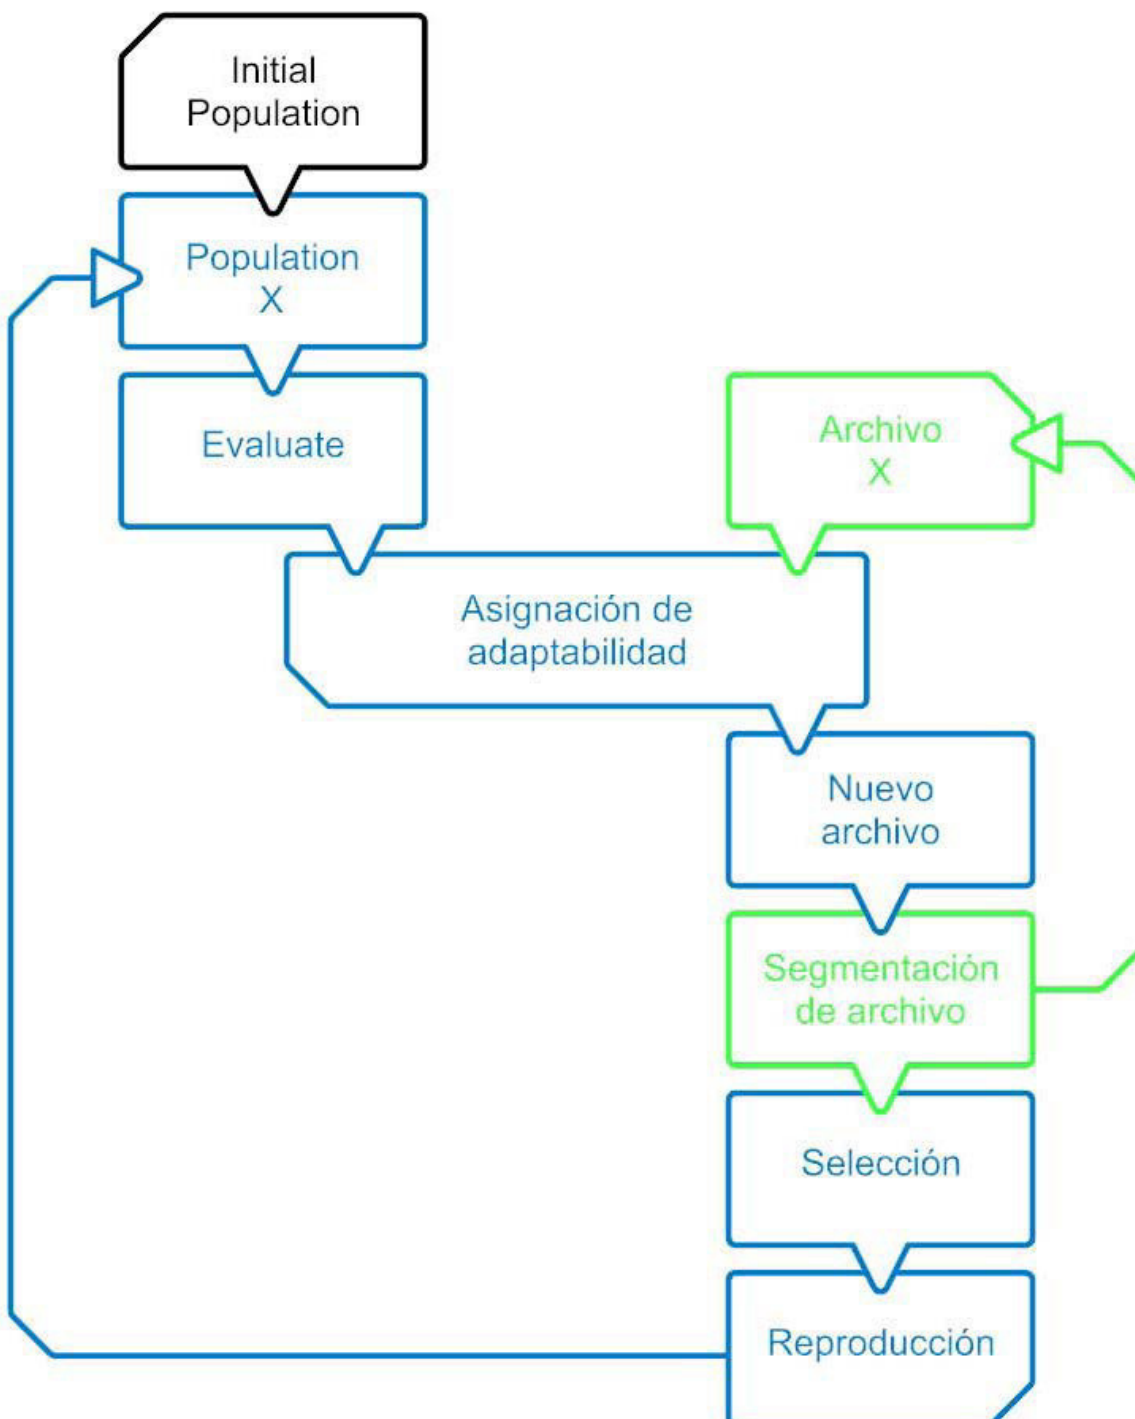 Initial
Population
Population
X
Evaluate
Archivo
X
Asignación de
adaptabilidad
Nuevo
archivo
Segmentación
de archivo
Selección
Reproducción